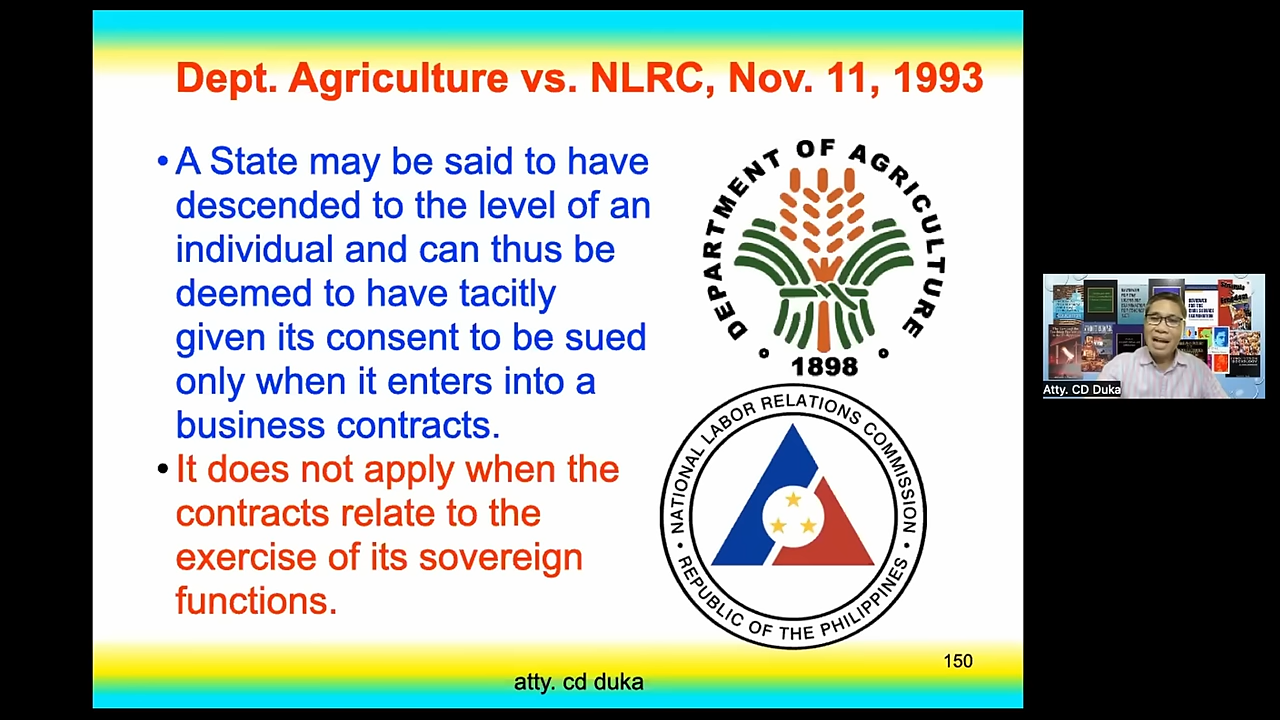 Dept. Agriculture vs. NLRC, Nov. 11, 1993
• A State may be said to have
descended to the level of an
individual and can thus be
deemed to have tacitly
given its consent to be sued
only when it enters into a
business contracts.
• It does not apply when the
contracts relate to the
exercise of its sovereign
functions.
DEPARTMENT OF AGRICULTURE
1898
NATIONAL LABOR RELATIONS COMMISSION
REPUBLIC OF THE PHILIPPINES
150
atty. cd duka
Atty. CD Duka